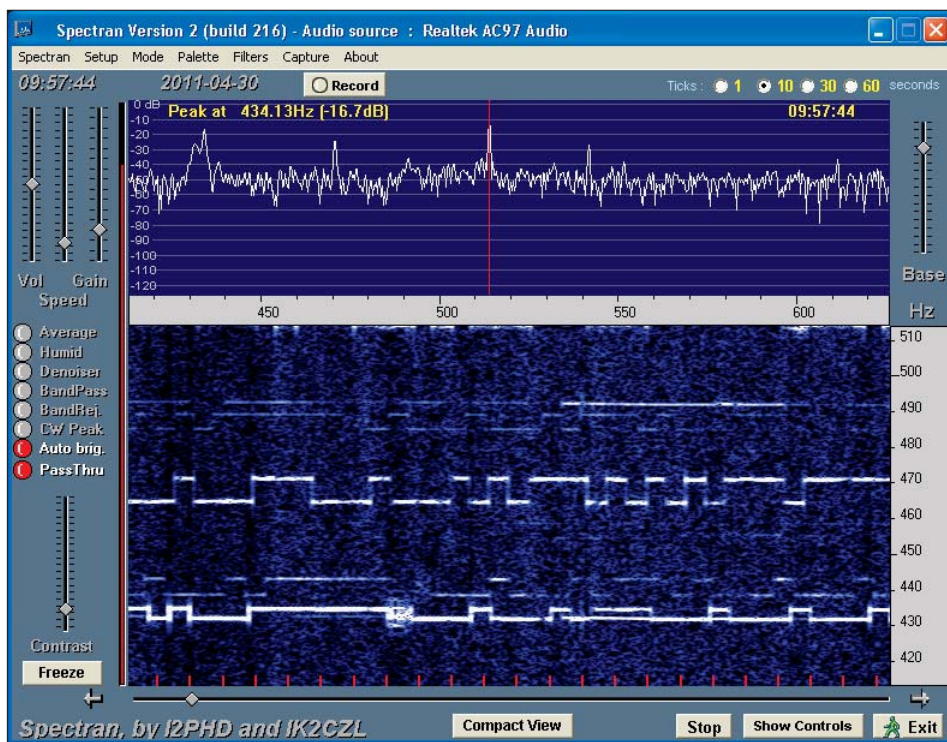 Spectran Version 2 (build 216) - Audio source : Realtek AC97 Audio
Spectran Setup Mode Palette Filters Capture About
09:57:44 2011-04-30 Record Ticks : 1 10 30 60 seconds
0 dB Peak at 434.13Hz (-16.7dB) 09:57:44
-10
-20
-30
-40
-50
-60
-70
-80
-90
-100
-110
-120
Vol Gain
Speed
Base
450 500 550 600 Hz
Average
Humid
Denoiser
BandPass
BandRej.
CW Peak
Auto brig.
PassThru
Contrast
Freeze
510
500
490
480
470
460
450
440
430
420
Spectran, by I2PHD and IK2CZL Compact View Stop Show Controls Exit